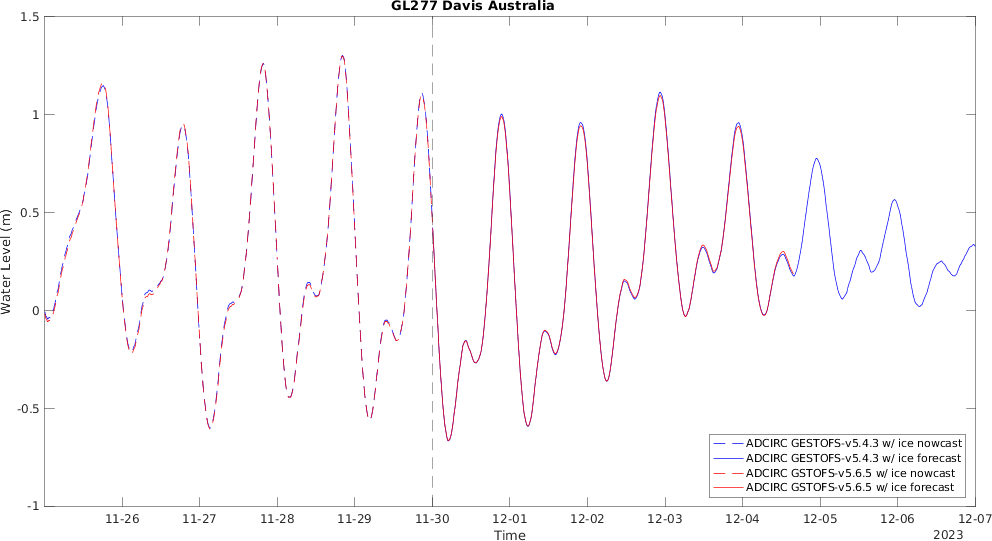 GL277 Davis Australia
1.5
1
0.5
0
-0.5
-1
Water Level (m)
11-26 11-27 11-28 11-29 11-30 12-01 12-02 12-03 12-04 12-05 12-06 12-07
Time
2023
ADCIRC GESTOFS-v5.4.3 w/ ice nowcast
ADCIRC GESTOFS-v5.4.3 w/ ice forecast
ADCIRC GSTOFS-v5.6.5 w/ ice nowcast
ADCIRC GSTOFS-v5.6.5 w/ ice forecast